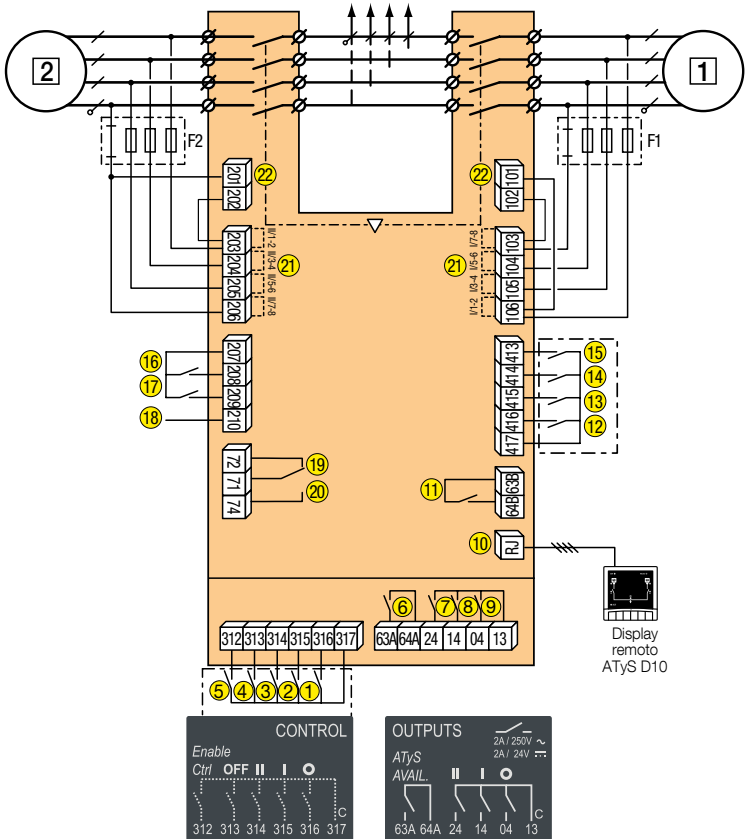 2
1
F2
F1
201
202
22
22
101
102
203
204
205
206
II/1-2
II/3-4
II/5-6
II/7-8
21
21
I/7-8
I/5-6
I/3-4
I/1-2
103
104
105
106
16
17
18
207
208
209
210
413
414
415
416
417
15
14
13
12
72
71
74
19
20
11
63B
64B
10
RJ
Display
remoto
ATyS D10
6
7
8
9
312 313 314 315 316 317
63A 64A 24 14 04 13
5 4 3 2 1
CONTROL
Enable
Ctrl OFF II I O
C
312 313 314 315 316 317
OUTPUTS
2A / 250V ~
2A / 24V ⎓
ATyS
AVAIL. II I O
C
63A 64A 24 14 04 13